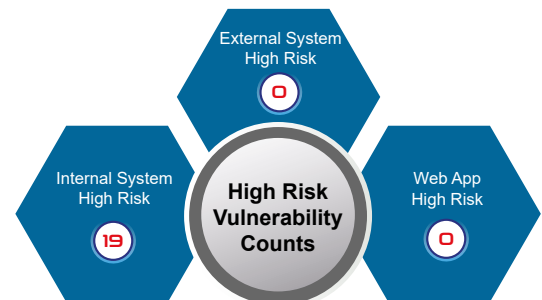 External System
High Risk
0
Internal System
High Risk
19
High Risk
Vulnerability
Counts
Web App
High Risk
0